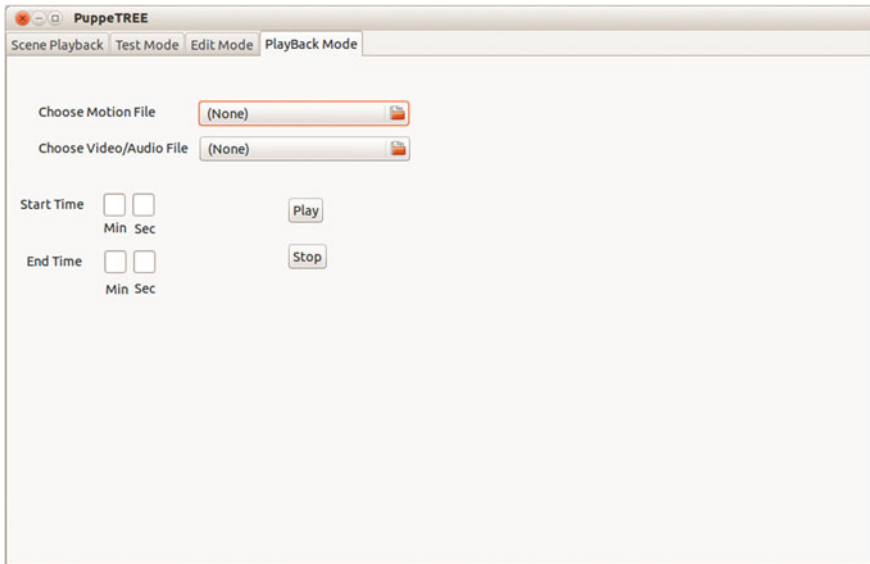 PuppeTREE
Scene Playback Test Mode Edit Mode PlayBack Mode
Choose Motion File (None)
Choose Video/Audio File (None)
Start Time
Min Sec
Play
End Time
Min Sec
Stop